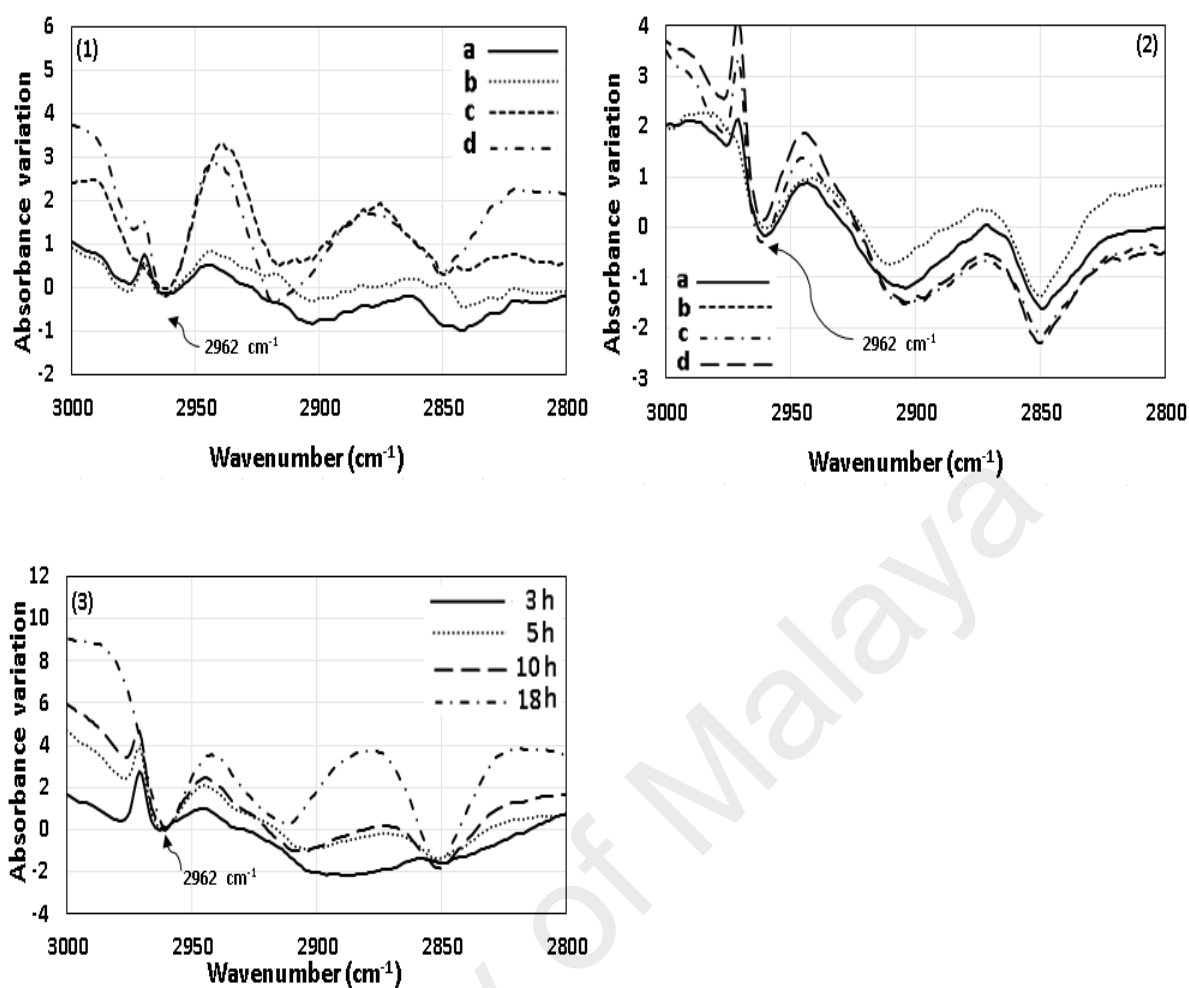 (1)
6
5
4
3
2
1
0
-1
-2
Absorbance variation
a
b
c
d
2962 cm-1
3000 2950 2900 2850 2800
Wavenumber (cm-1)
(2)
4
3
2
1
0
-1
-2
-3
Absorbance variation
a
b
c
d
2962 cm-1
3000 2950 2900 2850 2800
Wavenumber (cm-1)
(3)
12
10
8
6
4
2
0
-2
-4
Absorbance variation
3 h
5h
10 h
18 h
2962 cm-1
3000 2950 2900 2850 2800
Wavenumber (cm-1)
y of Malaya